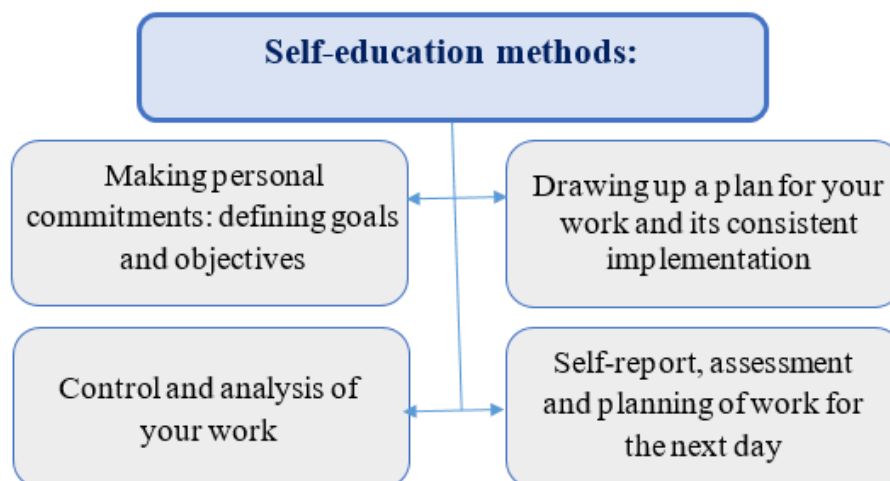 Self-education methods:
Making personal
commitments: defining goals
and objectives
Drawing up a plan for your
work and its consistent
implementation
Control and analysis of
your work
Self-report, assessment
and planning of work for
the next day